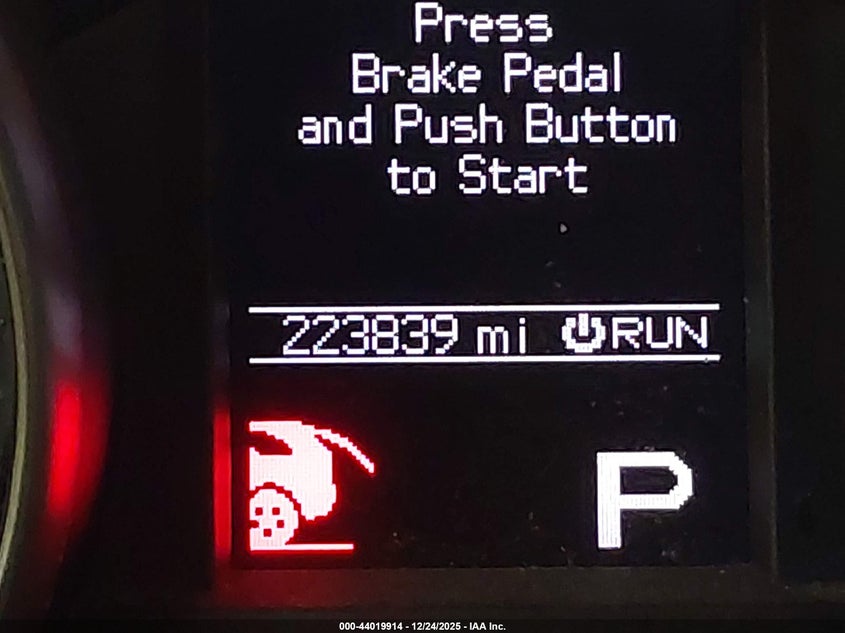 Press
Brake Pedal
and Push Button
to Start
223839 mi RUN
P
000-44019914 - 12/24/2025 - IAA Inc.